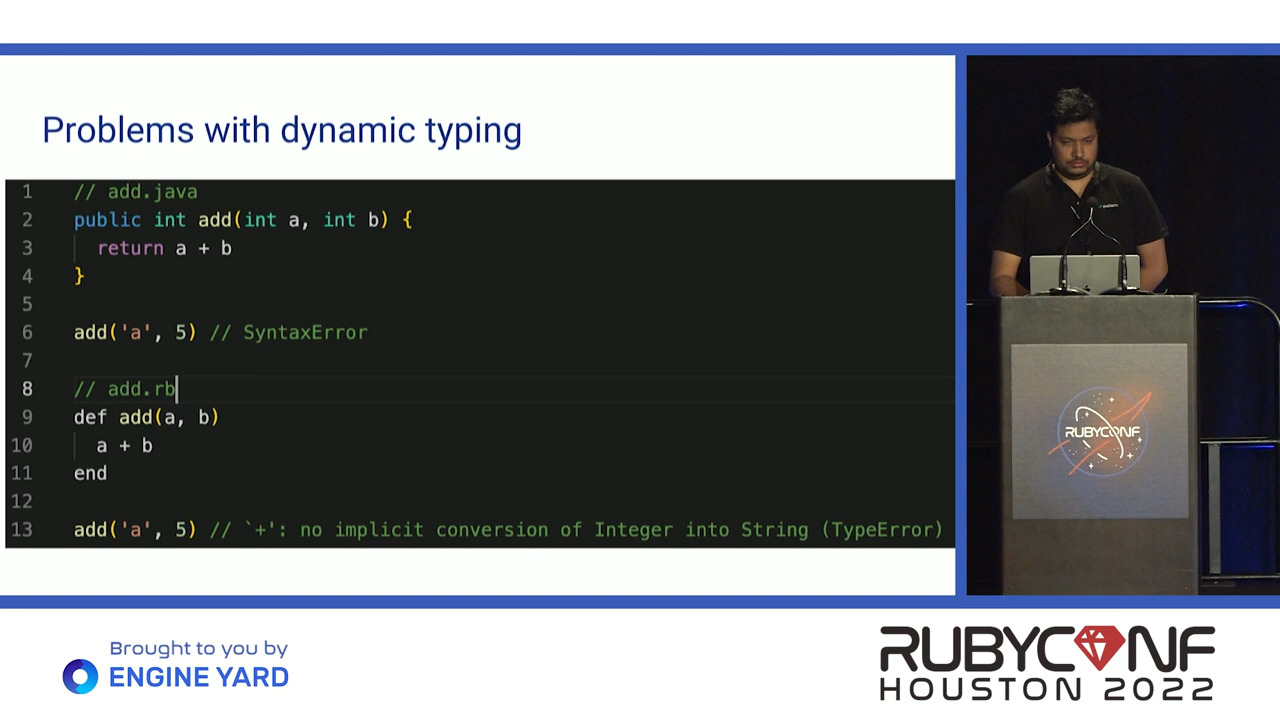 Problems with dynamic typing
1 // add.java
2 public int add(int a, int b) {
3 return a + b
4 }
5
6 add('a', 5) // SyntaxError
7
8 // add.rb
9 def add(a, b)
10 a + b
11 end
12
13 add('a', 5) // `+': no implicit conversion of Integer into String (TypeError)
RUBYCONF
Brought to you by
ENGINE YARD
RUBYCONF
HOUSTON 2022